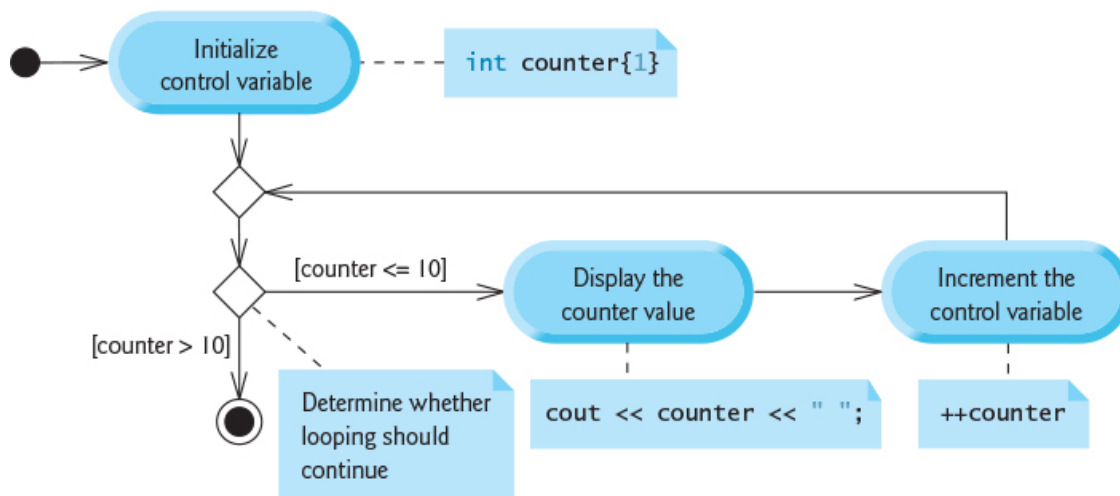 Initialize
control variable
int counter{1}
[counter <= 10]
Display the
counter value
Increment the
control variable
[counter > 10]
Determine whether
looping should
continue
cout << counter << " ";
++counter